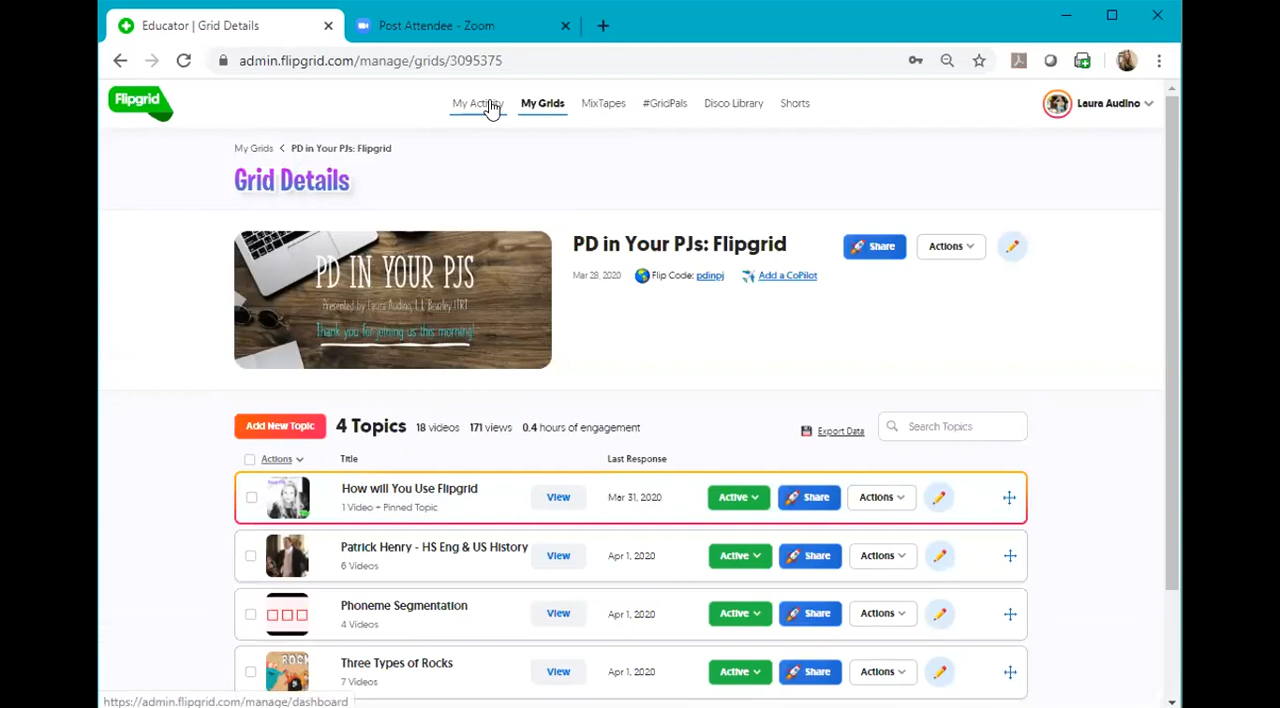 Educator | Grid Details
Post Attendee - Zoom
admin.flipgrid.com/manage/grids/3095375
Flipgrid
My Activity
My Grids
MixTapes
#GridPals
Disco Library
Shorts
Laura Audino
My Grids < PD in Your PJs: Flipgrid
Grid Details
PD IN YOUR PJS
Presented by Laura Audino, L.L. Beazley ITRT
Thank you for joining us this morning!
PD in Your PJs: Flipgrid
Share
Actions
Mar 28, 2020
Flip Code: pdinpj
Add a CoPilot
Add New Topic
4 Topics
18 videos
171 views
0.4 hours of engagement
Export Data
Search Topics
Actions
Title
Last Response
How will You Use Flipgrid
1 Video + Pinned Topic
View
Mar 31, 2020
Active
Share
Actions
Patrick Henry - HS Eng & US History
6 Videos
View
Apr 1, 2020
Active
Share
Actions
Phoneme Segmentation
4 Videos
View
Apr 1, 2020
Active
Share
Actions
ROCK
Three Types of Rocks
7 Videos
View
Apr 1, 2020
Active
Share
Actions
https://admin.flipgrid.com/manage/dashboard